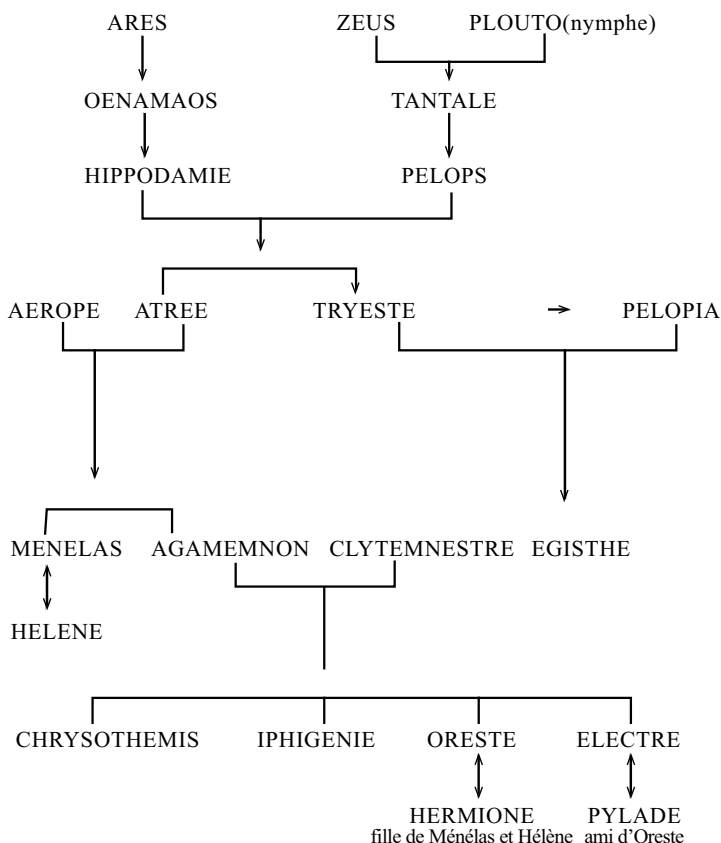 ARES ZEUS PLOUTO(nymphe)
OENAMAOS TANTALE
HIPPODAMIE PELOPS
AEROPE ATREE TRYESTE PELOPIA
MENELAS AGAMEMNON CLYTEMNESTRE EGISTHE
HELENE
CHRYSOTHEMIS IPHIGENIE ORESTE ELECTRE
HERMIONE PYLADE
fille de Ménélas et Hélène ami d’Oreste